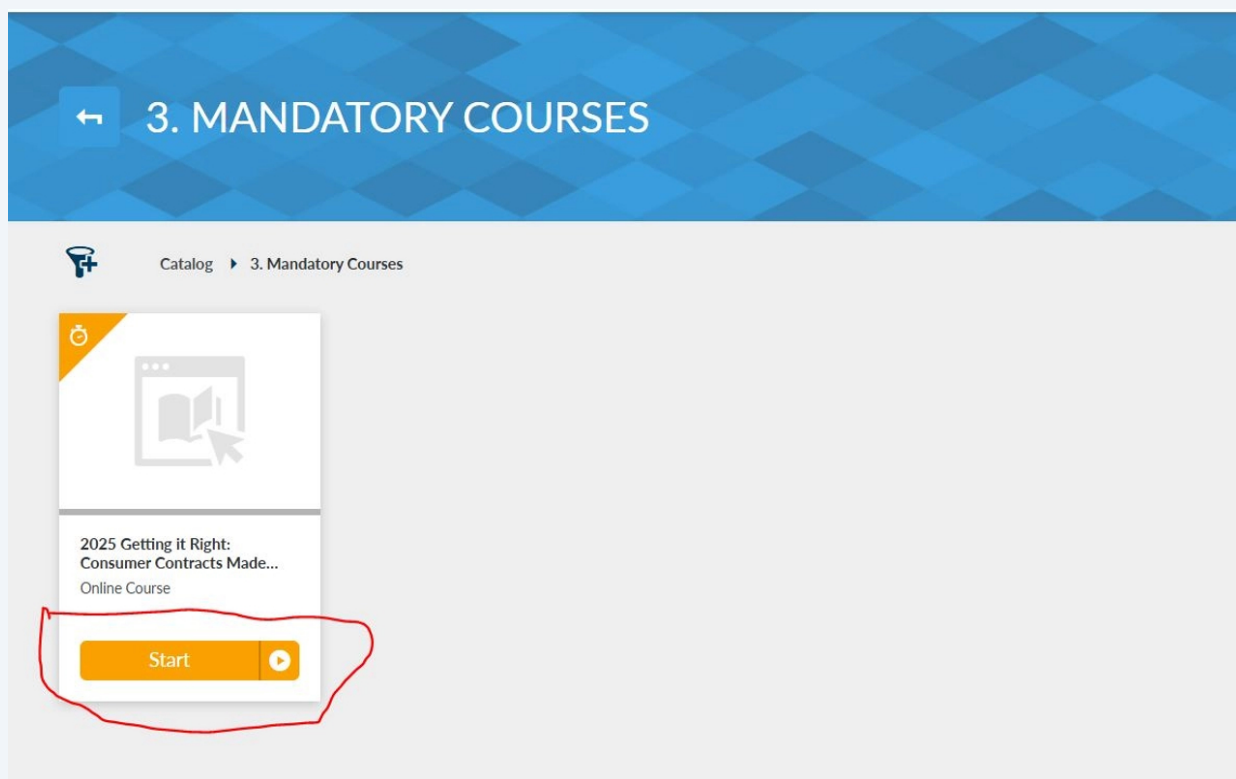 3. MANDATORY COURSES
Catalog 3. Mandatory Courses
2025 Getting it Right:
Consumer Contracts Made...
Online Course
Start